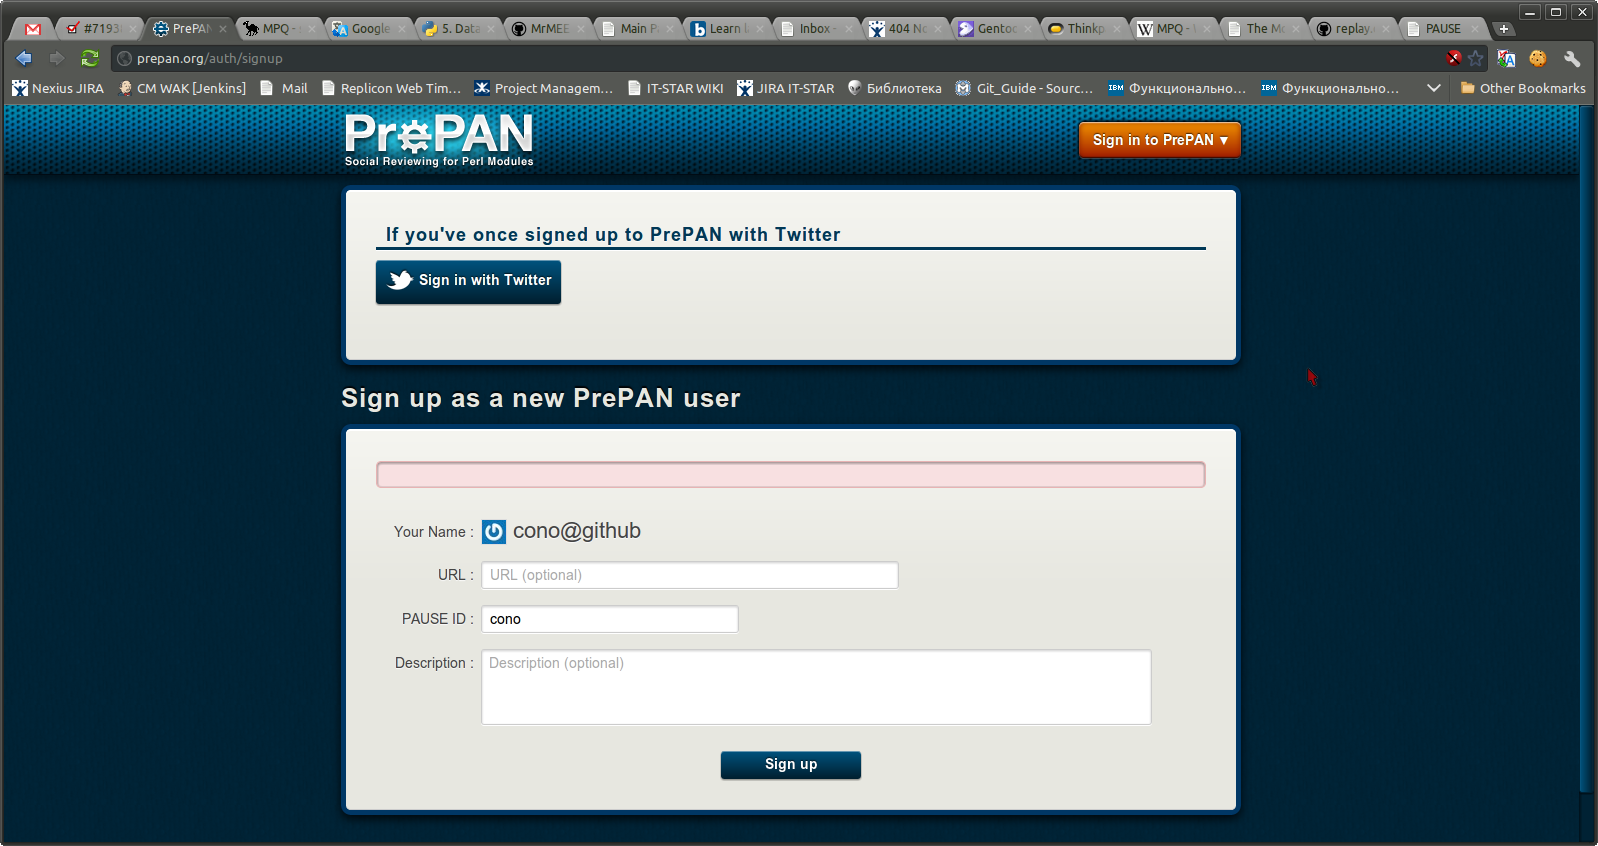 #7193
PrePAN
MPQ -
Google
5. Data
MrMEE
Main P
Learn
Inbox -
404 No
Gentoo
Thinkp
MPQ -
The Mo
replay.
PAUSE
prepan.org/auth/signup
Nexius JIRA
CM WAK [Jenkins]
Mail
Replicon Web Tim...
Project Managem...
IT-STAR WIKI
JIRA IT-STAR
Библиотека
Git_Guide - Sourc...
IBM Функционально...
IBM Функционально...
Other Bookmarks
PrePAN
Social Reviewing for Perl Modules
Sign in to PrePAN ▾
If you've once signed up to PrePAN with Twitter
Sign in with Twitter
Sign up as a new PrePAN user
Your Name : cono@github
URL : URL (optional)
PAUSE ID : cono
Description : Description (optional)
Sign up